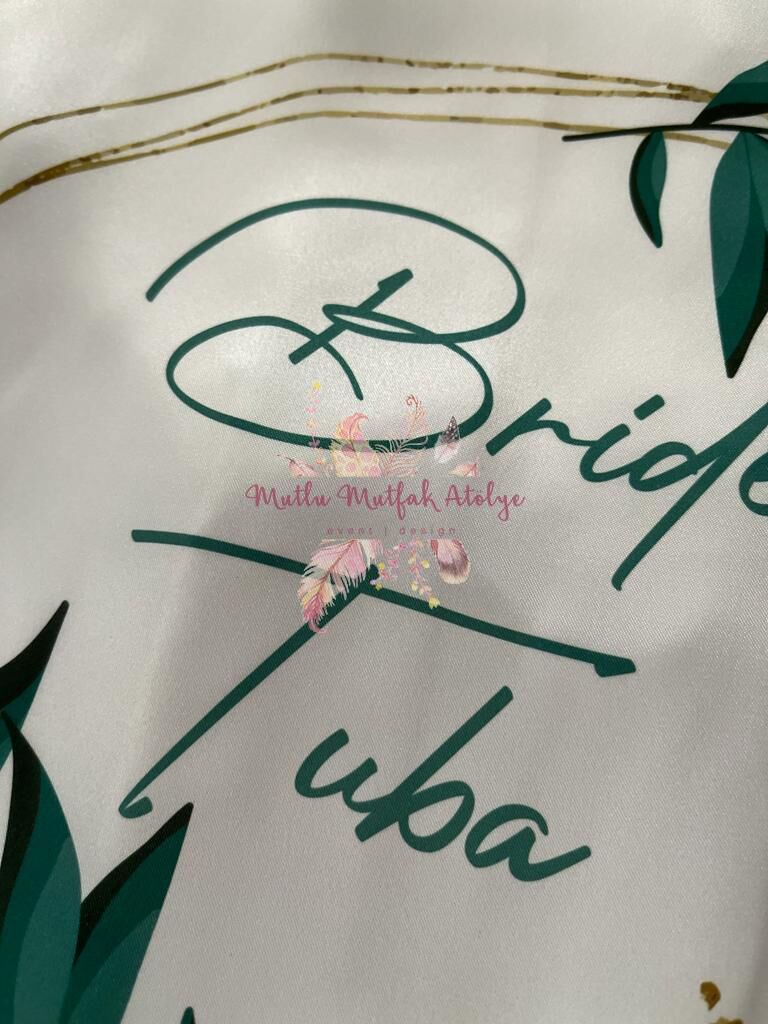 Bride
Mutlu Mutfak Atolye
event | design
Tuba